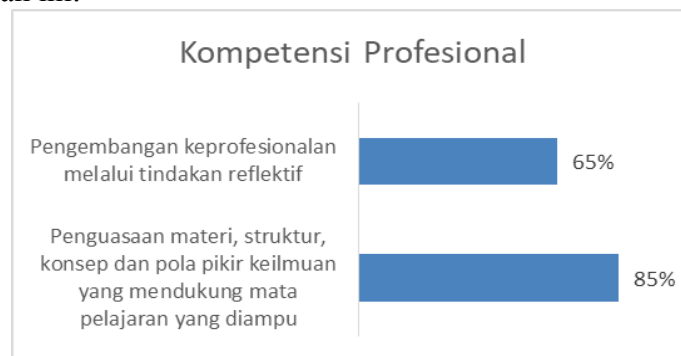 Kompetensi Profesional
Pengembangan keprofesionalan
melalui tindakan reflektif
65%
Penguasaan materi, struktur,
konsep dan pola pikir keilmuan
yang mendukung mata
pelajaran yang diampu
85%